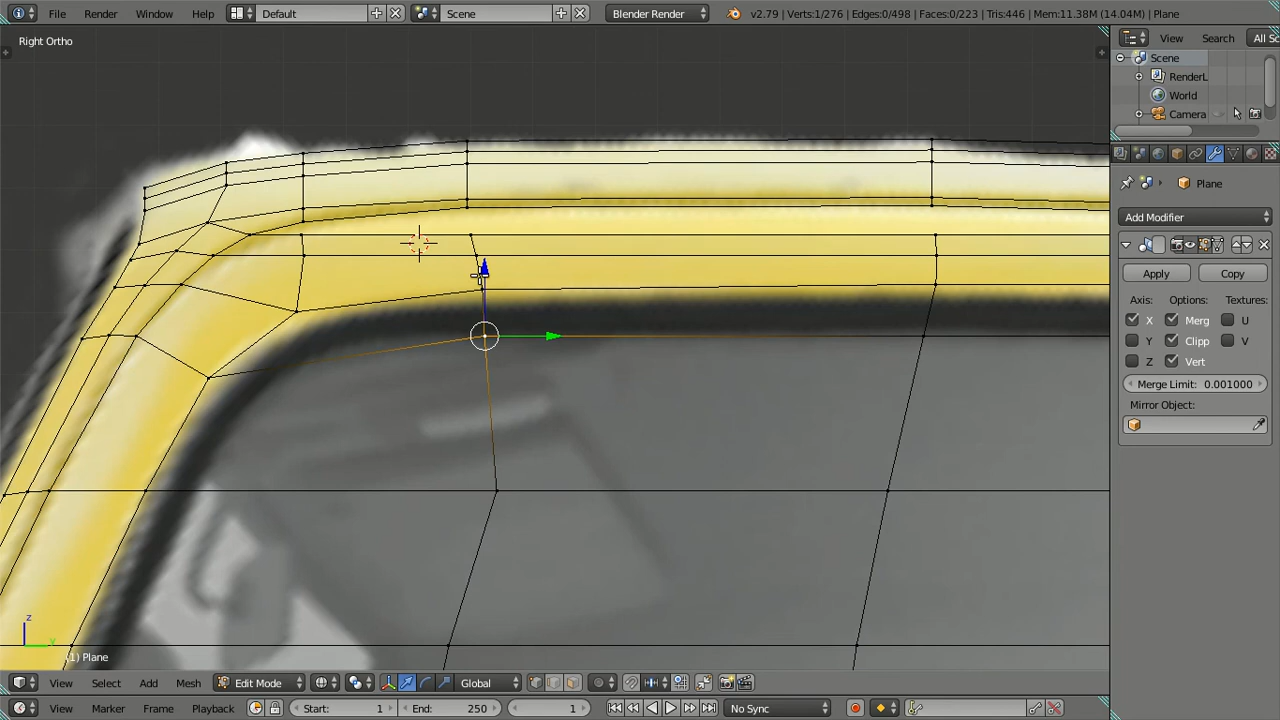 File Render Window Help Default Scene Blender Render v2.79 | Verts:1/276 | Edges:0/498 | Faces:0/223 | Tris:446 | Mem:11.38M (14.04M) | Plane
Right Ortho
View Search All Sc
Scene
RenderL
World
Camera
Plane
Add Modifier
Apply Copy
Axis: Options: Textures:
X Merg U
Y Clipp V
Z Vert
Merge Limit: 0.001000
Mirror Object:
z
y
(1) Plane
View Select Add Mesh Edit Mode Global
View Marker Frame Playback Start: 1 End: 250 1 No Sync